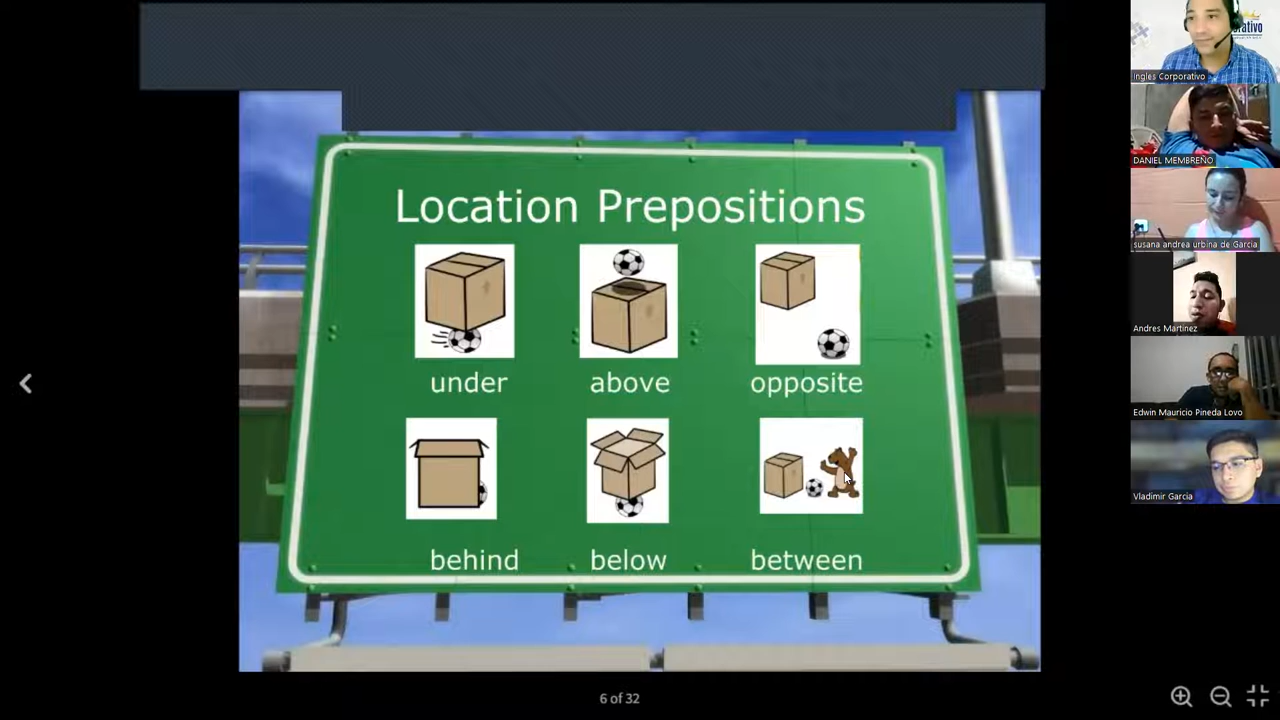 Location Prepositions
under above opposite
behind below between
6 of 32
Ingles Corporativo
DANIEL MEMBREÑO
susana andrea urbina de Garcia
Andres Martinez
Edwin Mauricio Pineda Lovo
Vladimir Garcia